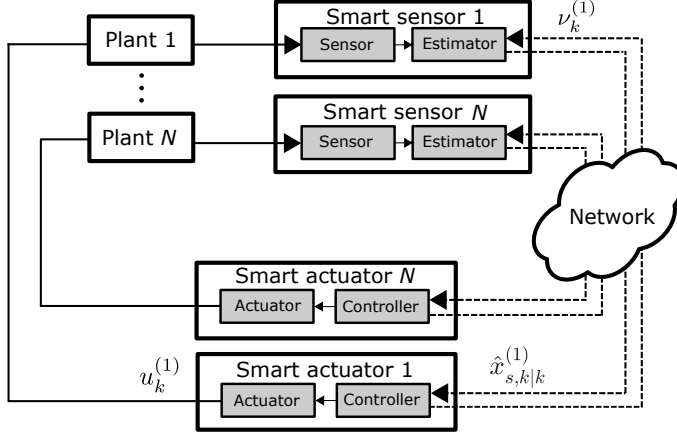 Smart sensor 1
Plant 1
Sensor
Estimator
ν_k^{(1)}
⋮
Smart sensor N
Plant N
Sensor
Estimator
Network
Smart actuator N
Actuator
Controller
Smart actuator 1
u_k^{(1)}
Actuator
Controller
x̂_{s,k|k}^{(1)}